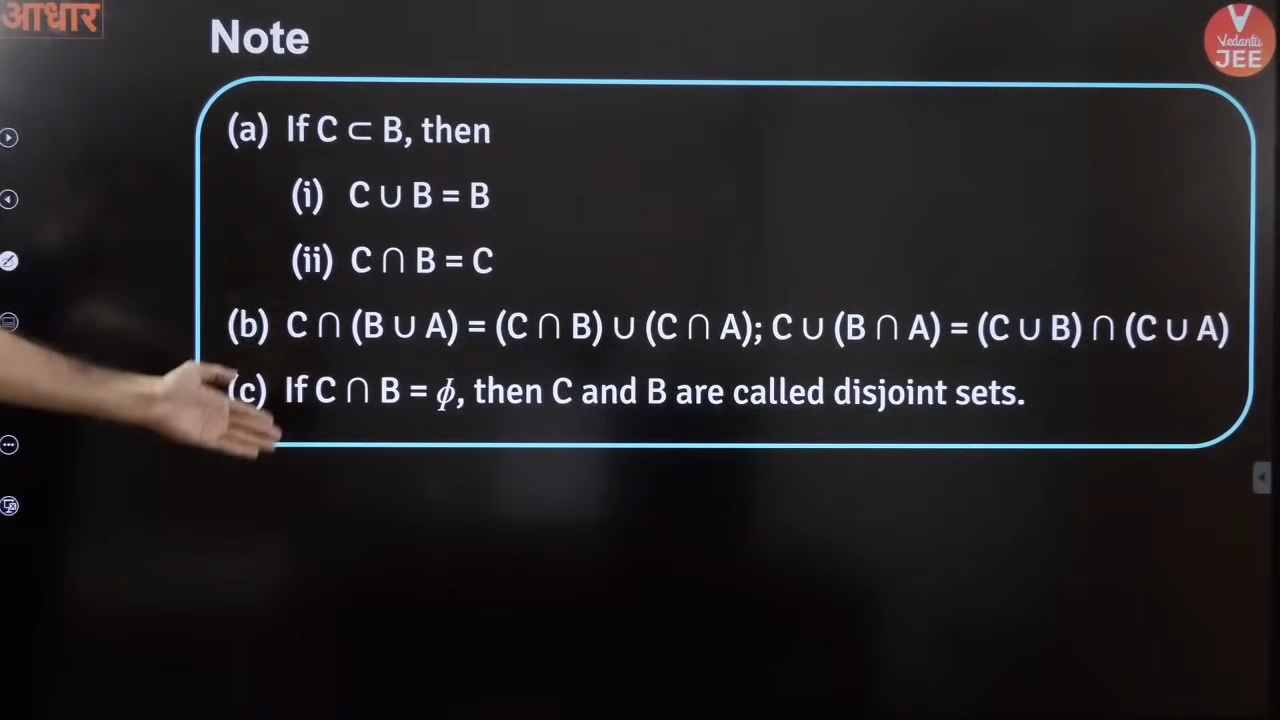 आधार
Note
Vedantu
JEE
(a) If C ⊂ B, then
(i) C ∪ B = B
(ii) C ∩ B = C
(b) C ∩ (B ∪ A) = (C ∩ B) ∪ (C ∩ A); C ∪ (B ∩ A) = (C ∪ B) ∩ (C ∪ A)
(c) If C ∩ B = ϕ, then C and B are called disjoint sets.